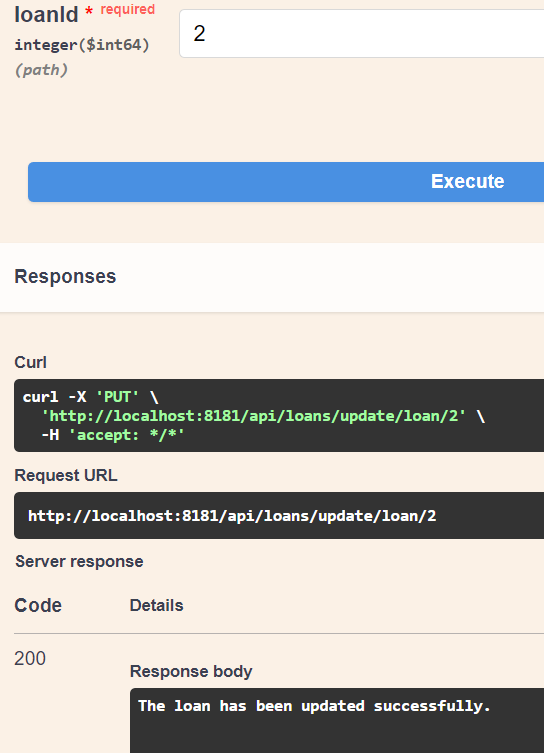 loanId * required
2
integer($int64)
(path)
Execute
Responses
Curl
curl -X 'PUT' \
'http://localhost:8181/api/loans/update/loan/2' \
-H 'accept: */*'
Request URL
http://localhost:8181/api/loans/update/loan/2
Server response
Code Details
200
Response body
The loan has been updated successfully.